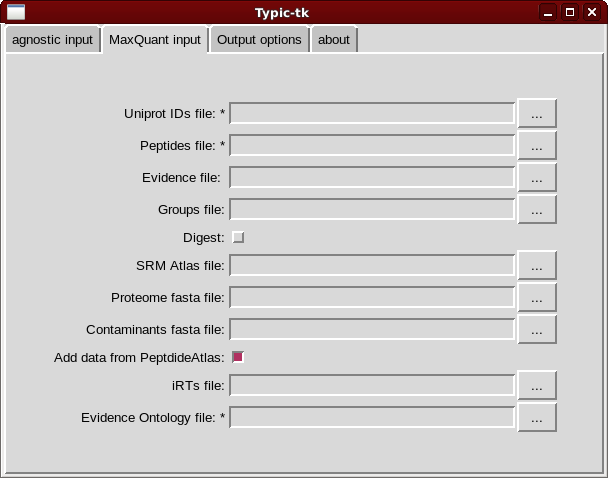 Typic-tk
agnostic input MaxQuant input Output options about
Uniprot IDs file: * ...
Peptides file: * ...
Evidence file: ...
Groups file: ...
Digest:
SRM Atlas file: ...
Proteome fasta file: ...
Contaminants fasta file: ...
Add data from PeptdideAtlas:
iRTs file: ...
Evidence Ontology file: * ...